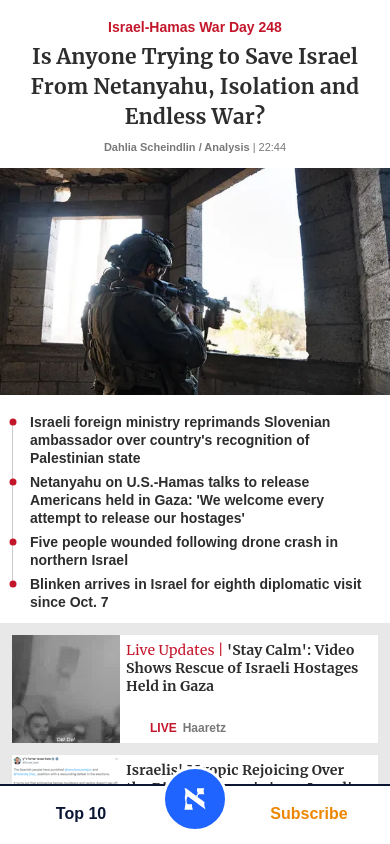 Israel-Hamas War Day 248
Is Anyone Trying to Save Israel
From Netanyahu, Isolation and
Endless War?
Dahlia Scheindlin / Analysis | 22:44
Israeli foreign ministry reprimands Slovenian
ambassador over country's recognition of
Palestinian state
Netanyahu on U.S.-Hamas talks to release
Americans held in Gaza: 'We welcome every
attempt to release our hostages'
Five people wounded following drone crash in
northern Israel
Blinken arrives in Israel for eighth diplomatic visit
since Oct. 7
Live Updates | 'Stay Calm': Video
Shows Rescue of Israeli Hostages
Held in Gaza
LIVE Haaretz
Israelis' Rejoicing Over
Top 10
Subscribe